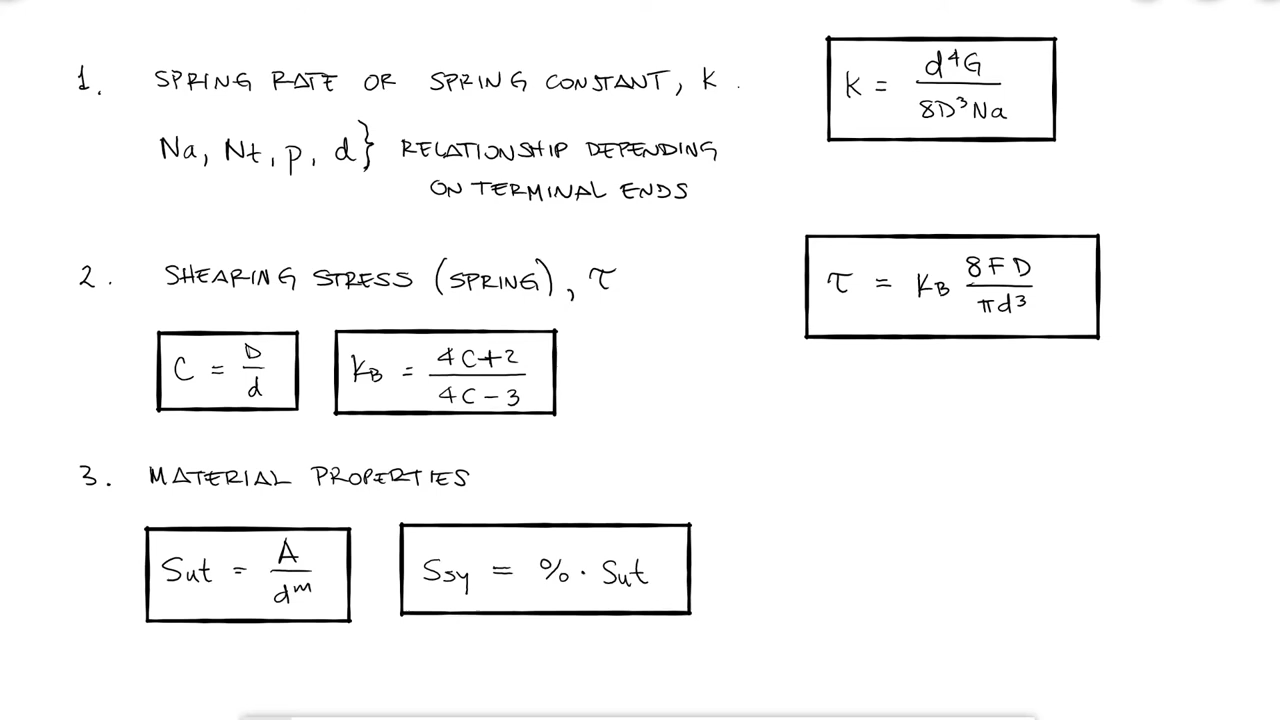 1. SPRING RATE OR SPRING CONSTANT, K.
K = d⁴G / 8D³Na
Na, Nt, p, d} RELATIONSHIP DEPENDING
ON TERMINAL ENDS
2. SHEARING STRESS (SPRING), τ
τ = KB 8FD / πd³
C = D / d
KB = 4C+2 / 4C-3
3. MATERIAL PROPERTIES
Sut = A / dᵐ
Ssy = % · Sut